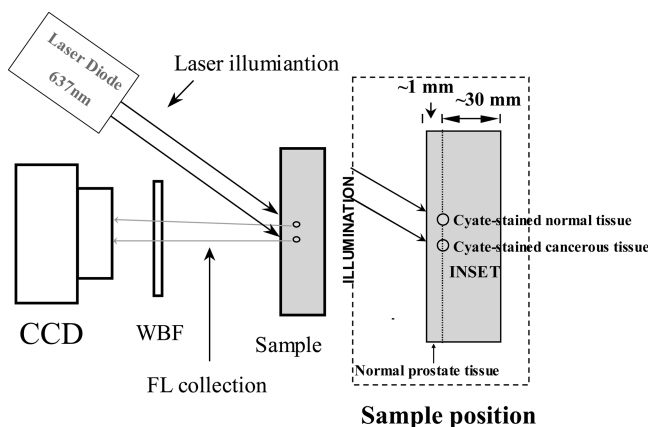 Laser Diode
637nm
Laser illumiantion
CCD
WBF
Sample
FL collection
~1 mm
~30 mm
ILLUMINATION
Cyate-stained normal tissue
Cyate-stained cancerous tissue
INSET
Normal prostate tissue
Sample position